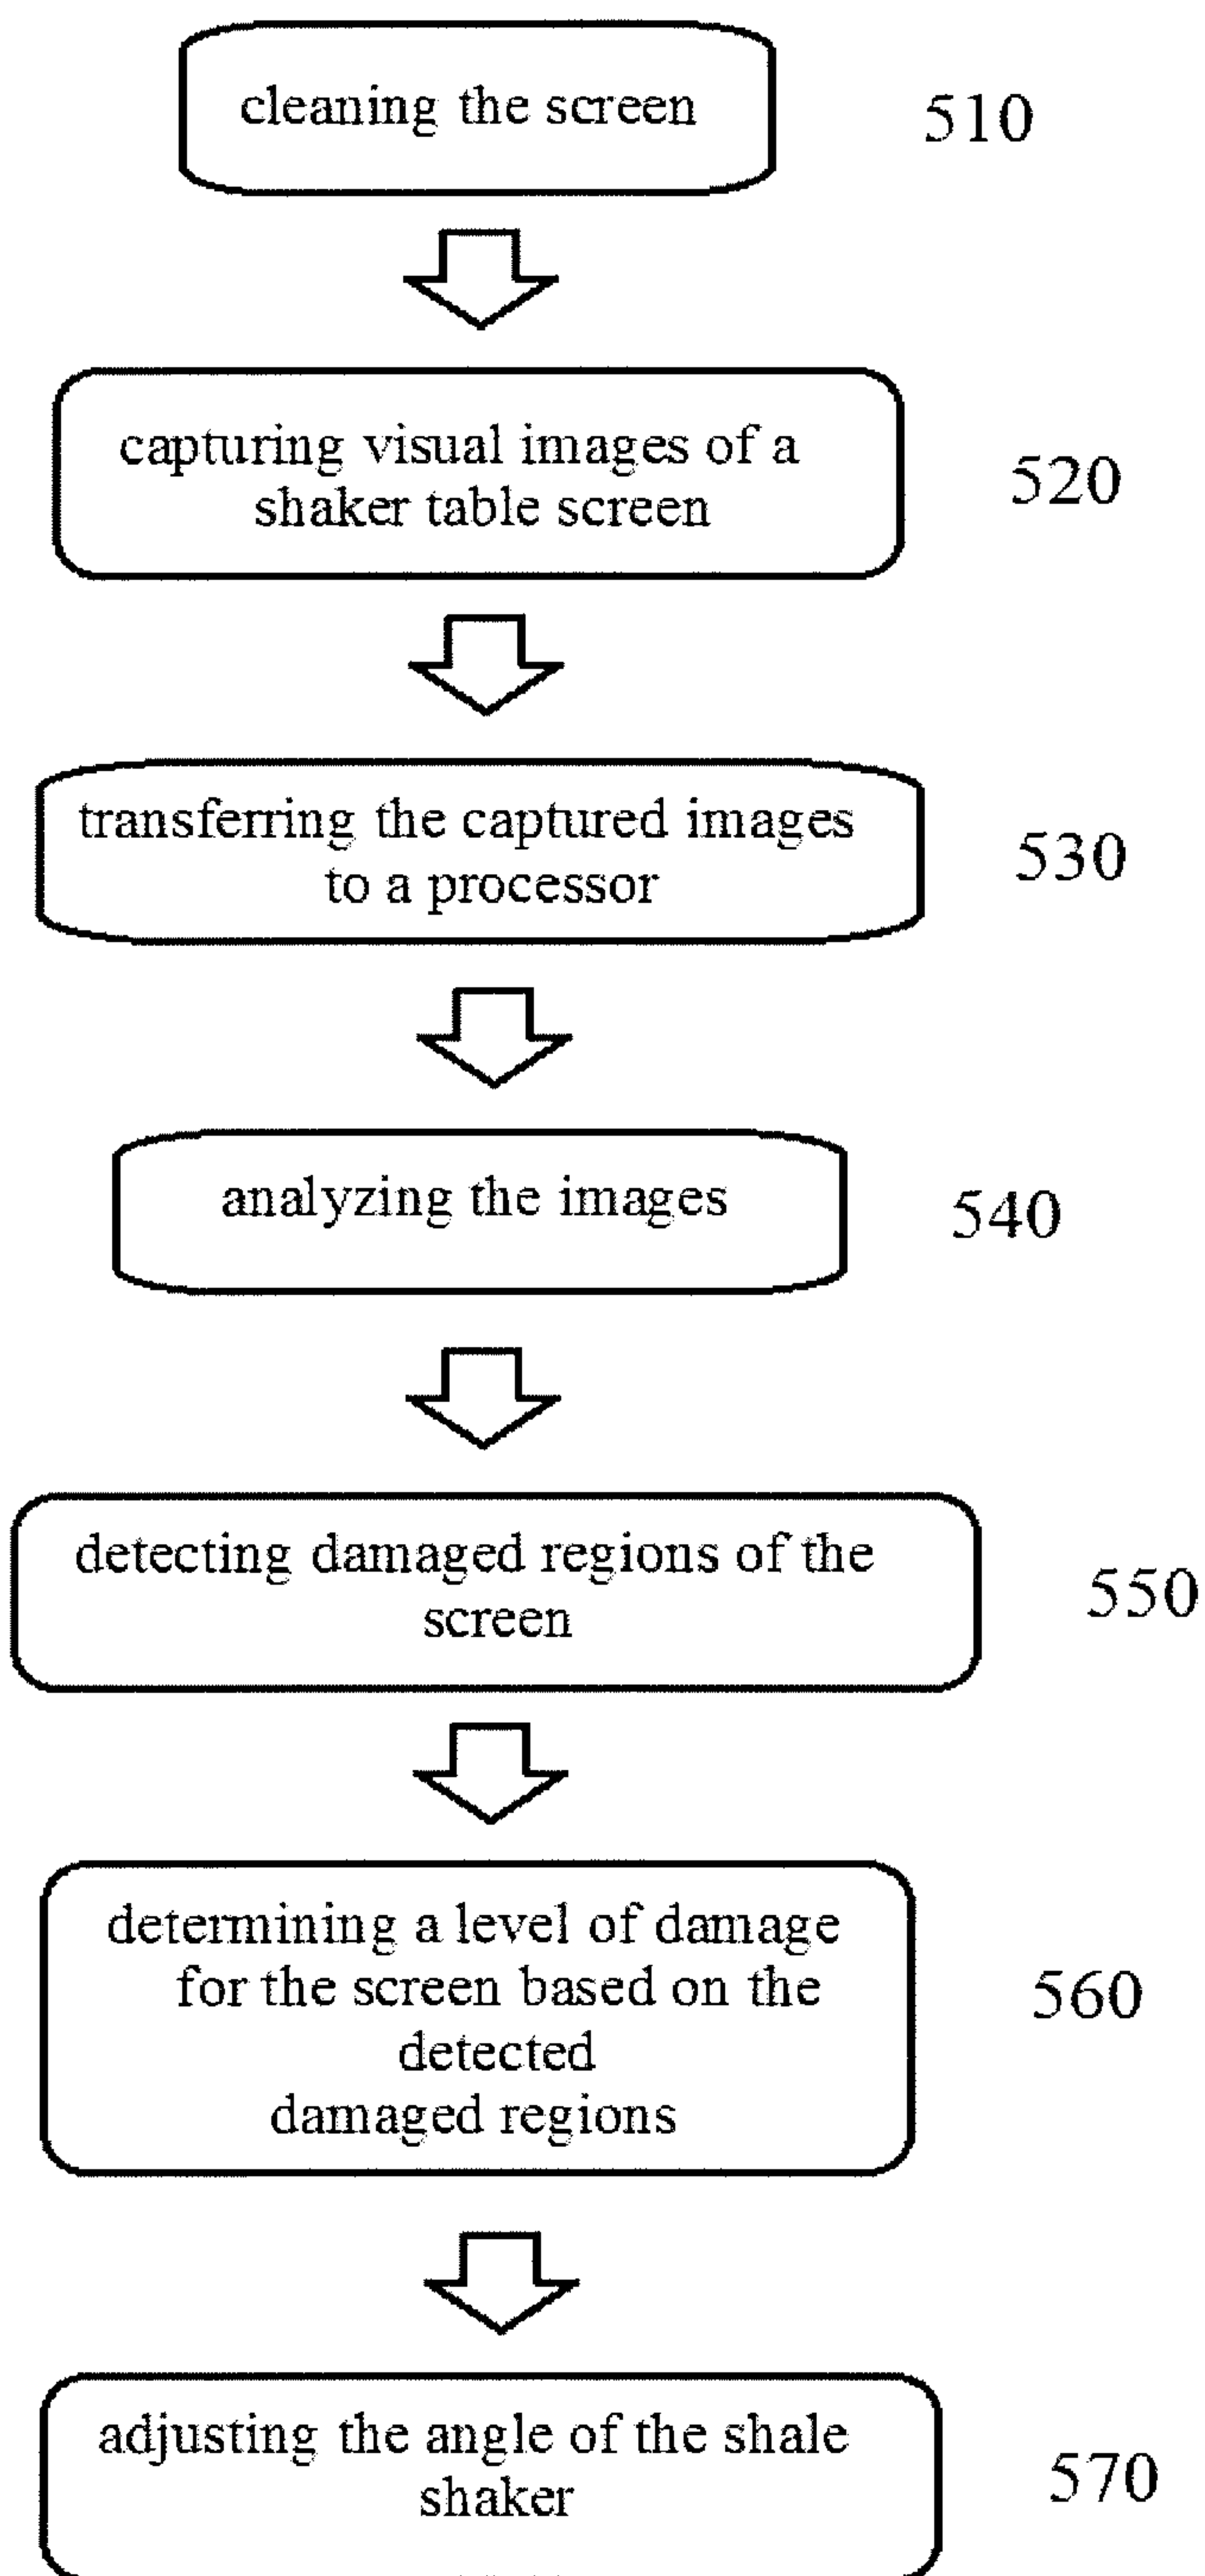 cleaning the screen
510
capturing visual images of a
shaker table screen
520
transferring the captured images
to a processor
530
analyzing the images
540
detecting damaged regions of the
screen
550
determining a level of damage
for the screen based on the
detected
damaged regions
560
adjusting the angle of the shale
shaker
570